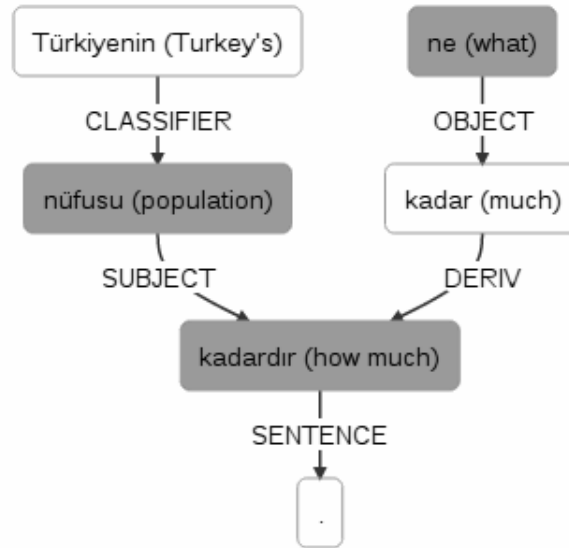 Türkiyenin (Turkey's)
ne (what)
CLASSIFIER
OBJECT
nüfusu (population)
kadar (much)
SUBJECT
DERIV
kadardır (how much)
SENTENCE
.